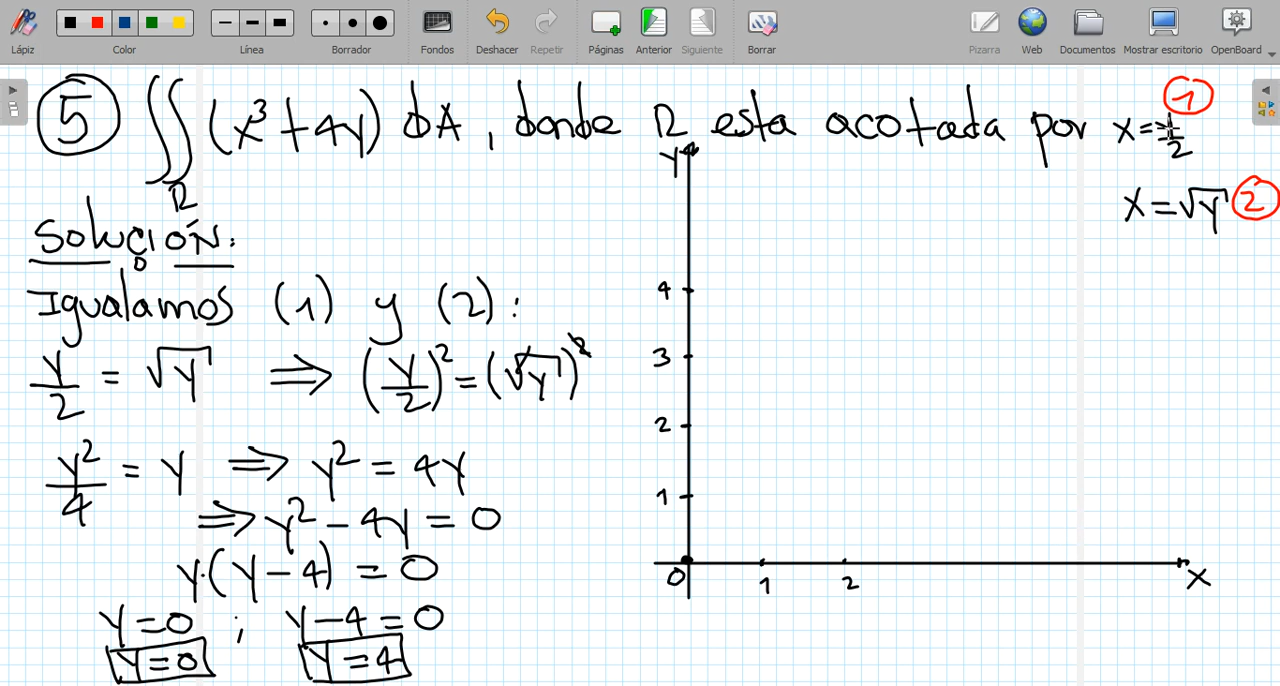 Lápiz Color Línea Borrador Fondos Deshacer Repetir Páginas Anterior Siguiente Borrar Pizarra Web Documentos Mostrar escritorio OpenBoard
⑤ ∬_R (x³ + 4y) dA, donde R esta acotada por x = y/2 ①
x = √y ②
Solución:
Igualamos (1) y (2):
y/2 = √y ⟹ (y/2)² = (√y)²
y²/4 = y ⟹ y² = 4y
⟹ y² - 4y = 0
y·(y - 4) = 0
y = 0 ; y - 4 = 0
y = 0 y = 4
Y
4
3
2
1
0 1 2 X